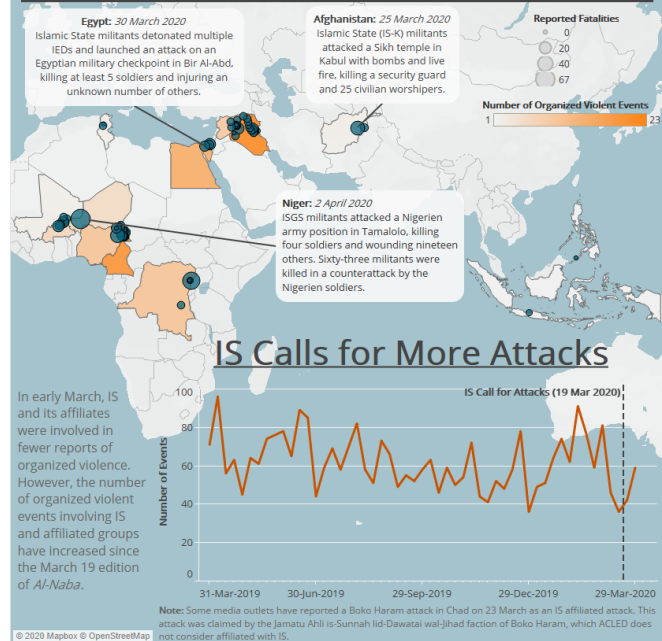 Egypt: 30 March 2020
Islamic State militants detonated multiple
IEDs and launched an attack on an
Egyptian military checkpoint in Bir Al-Abd,
killing at least 5 soldiers and injuring an
unknown number of others.
Afghanistan: 25 March 2020
Islamic State (IS-K) militants
attacked a Sikh temple in
Kabul with bombs and live
fire, killing a security guard
and 25 civilian worshipers.
Reported Fatalities
0
20
40
67
Number of Organized Violent Events
1 23
Niger: 2 April 2020
ISGS militants attacked a Nigerien
army position in Tamalolo, killing
four soldiers and wounding nineteen
others. Sixty-three militants were
killed in a counterattack by the
Nigerien soldiers.
IS Calls for More Attacks
In early March, IS
and its affiliates
were involved in
fewer reports of
organized violence.
However, the number
of organized violent
events involving IS
and affiliated groups
have increased since
the March 19 edition
of Al-Naba.
IS Call for Attacks (19 Mar 2020)
Number of Events
100
80
60
40
20
0
31-Mar-2019 30-Jun-2019 29-Sep-2019 29-Dec-2019 29-Mar-2020
Note: Some media outlets have reported a Boko Haram attack in Chad on 23 March as an IS affiliated attack. This
attack was claimed by the Jamatu Ahli is-Sunnah lid-Dawatai wal-Jihad faction of Boko Haram, which ACLED does
not consider affiliated with IS.
© 2020 Mapbox © OpenStreetMap